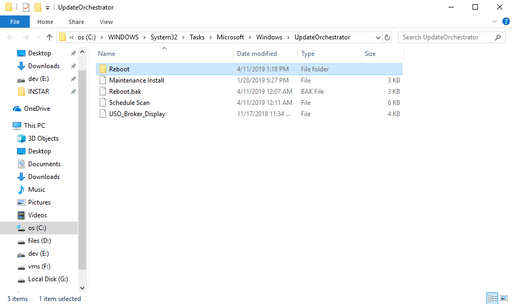 UpdateOrchestrator
File Home Share View
« os (C:) > WINDOWS > System32 > Tasks > Microsoft > Windows > UpdateOrchestrator Search UpdateOrchestrator
Name Date modified Type Size
Desktop
Downloads
dev (E:)
INSTAR
OneDrive
This PC
3D Objects
Desktop
Documents
Downloads
Music
Pictures
Videos
os (C:)
files (D:)
dev (E:)
vms (F:)
Local Disk (G:)
Reboot 4/11/2019 1:18 PM File folder
Maintenance Install 1/28/2019 5:27 PM File 3 KB
Reboot.bak 4/11/2019 12:07 AM BAK File 3 KB
Schedule Scan 4/11/2019 12:11 AM File 6 KB
USO_Broker_Display 11/17/2018 11:34 ... File 4 KB
5 items 1 item selected